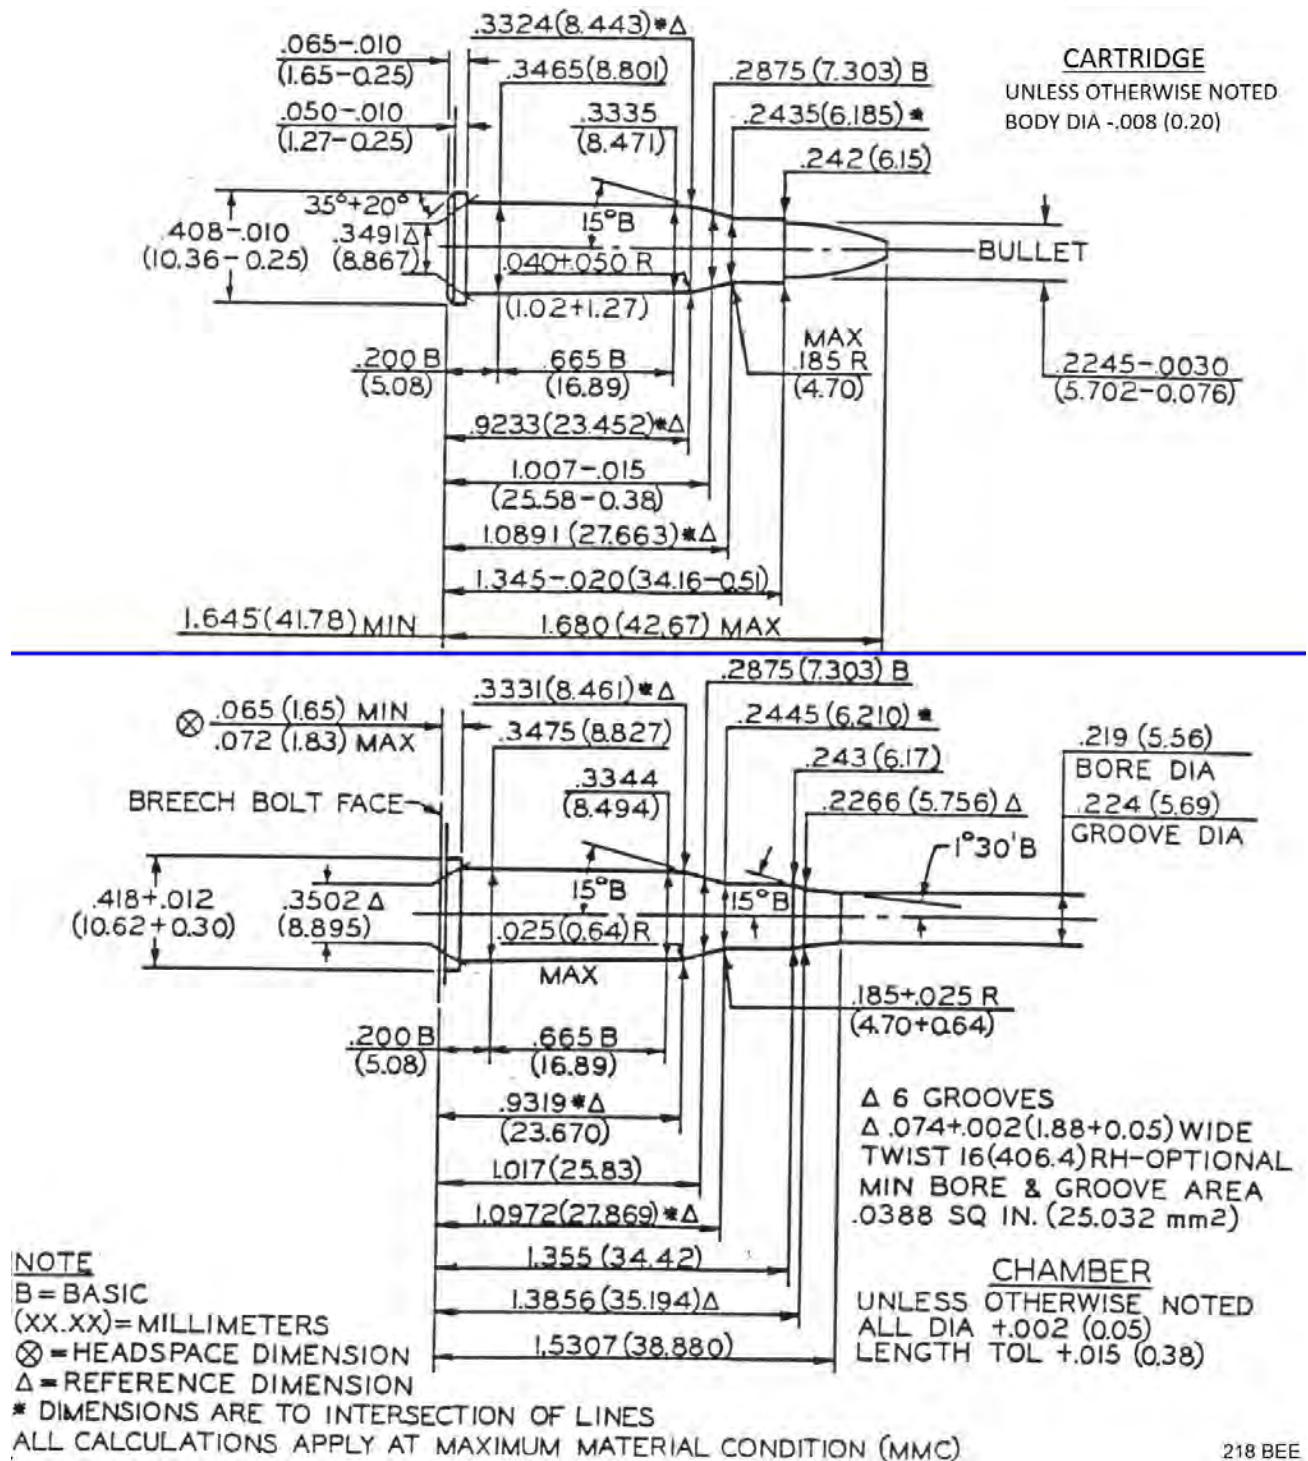 .3324(8.443)*Δ
.065-.010
(1.65-0.25)
.3465(8.801)
.2875(7.303) B
CARTRIDGE
UNLESS OTHERWISE NOTED
BODY DIA -.008 (0.20)
.050-.010
(1.27-0.25)
.3335
(8.471)
.2435(6.185)*
.242(6.15)
35°+20°
15°B
.408-.010
(10.36-0.25)
.3491Δ
(8.867)
.040+.050 R
(1.02+1.27)
BULLET
MAX
.185 R
(4.70)
.200 B
(5.08)
.665 B
(16.89)
.2245-.0030
(5.702-0.076)
.9233(23.452)*Δ
1.007-.015
(25.58-0.38)
1.0891(27.663)*Δ
1.345-.020(34.16-0.51)
1.645(41.78) MIN
1.680(42.67) MAX
.2875(7.303) B
.3331(8.461)*Δ
⊗ .065 (1.65) MIN
.072 (1.83) MAX
.3475(8.827)
.2445(6.210)*
.219 (5.56)
BORE DIA
.243(6.17)
.3344
(8.494)
BREECH BOLT FACE
.2266(5.756)Δ
.224 (5.69)
GROOVE DIA
1°30'B
15°B
15°B
.418+.012
(10.62+0.30)
.3502 Δ
(8.895)
.025(0.64)R
MAX
.185+.025 R
(4.70+0.64)
.200 B
(5.08)
.665 B
(16.89)
.9319*Δ
(23.670)
1.017(25.83)
1.0972(27.869)*Δ
1.355(34.42)
1.3856(35.194)Δ
1.5307(38.880)
Δ 6 GROOVES
Δ .074+.002(1.88+0.05) WIDE
TWIST 16(406.4) RH-OPTIONAL
MIN BORE & GROOVE AREA
.0388 SQ IN. (25.032 mm2)
CHAMBER
UNLESS OTHERWISE NOTED
ALL DIA +.002 (0.05)
LENGTH TOL +.015 (0.38)
NOTE
B = BASIC
(XX.XX)= MILLIMETERS
⊗ = HEADSPACE DIMENSION
Δ = REFERENCE DIMENSION
* DIMENSIONS ARE TO INTERSECTION OF LINES
ALL CALCULATIONS APPLY AT MAXIMUM MATERIAL CONDITION (MMC)
218 BEE